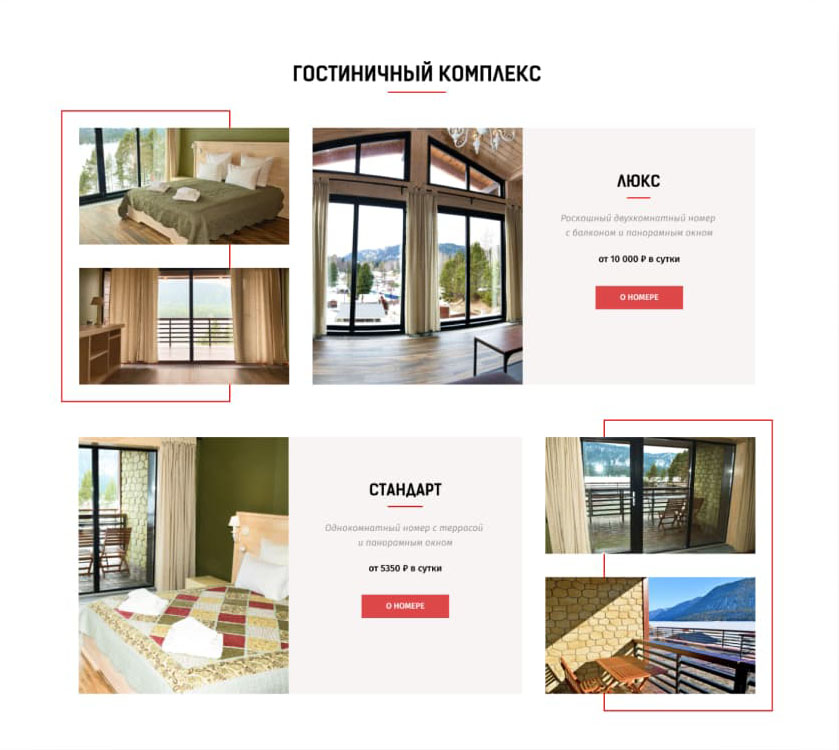 ГОСТИНИЧНЫЙ КОМПЛЕКС
ЛЮКС
Роскошный двухкомнатный номер
с балконом и панорамным окном
от 10 000 ₽ в сутки
О НОМЕРЕ
СТАНДАРТ
Однокомнатный номер с террасой
и панорамным окном
от 5350 ₽ в сутки
О НОМЕРЕ